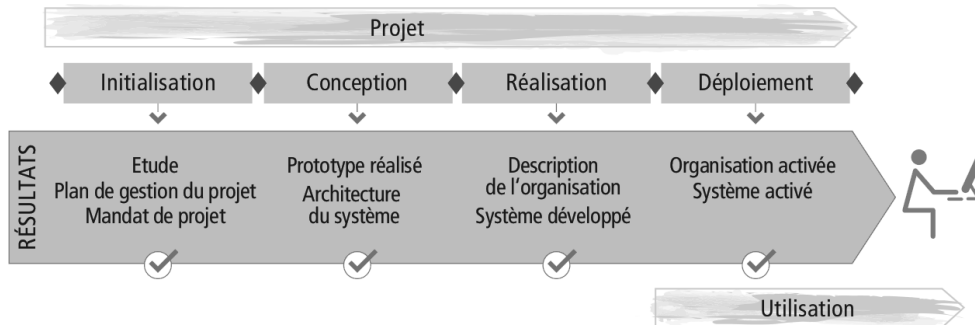 Projet
Initialisation
Conception
Réalisation
Déploiement
RÉSULTATS
Etude
Plan de gestion du projet
Mandat de projet
Prototype réalisé
Architecture
du système
Description
de l’organisation
Système développé
Organisation activée
Système activé
Utilisation